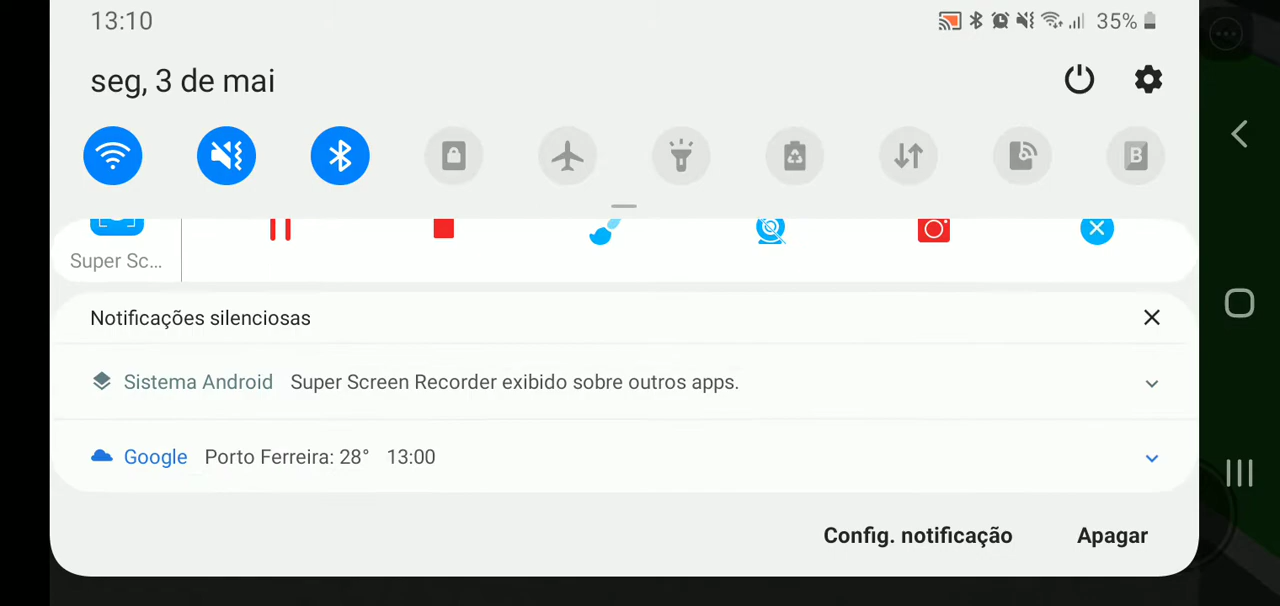 13:10
35%
seg, 3 de mai
B
Super Sc...
Notificações silenciosas
Sistema Android Super Screen Recorder exibido sobre outros apps.
Google Porto Ferreira: 28° 13:00
Config. notificação Apagar